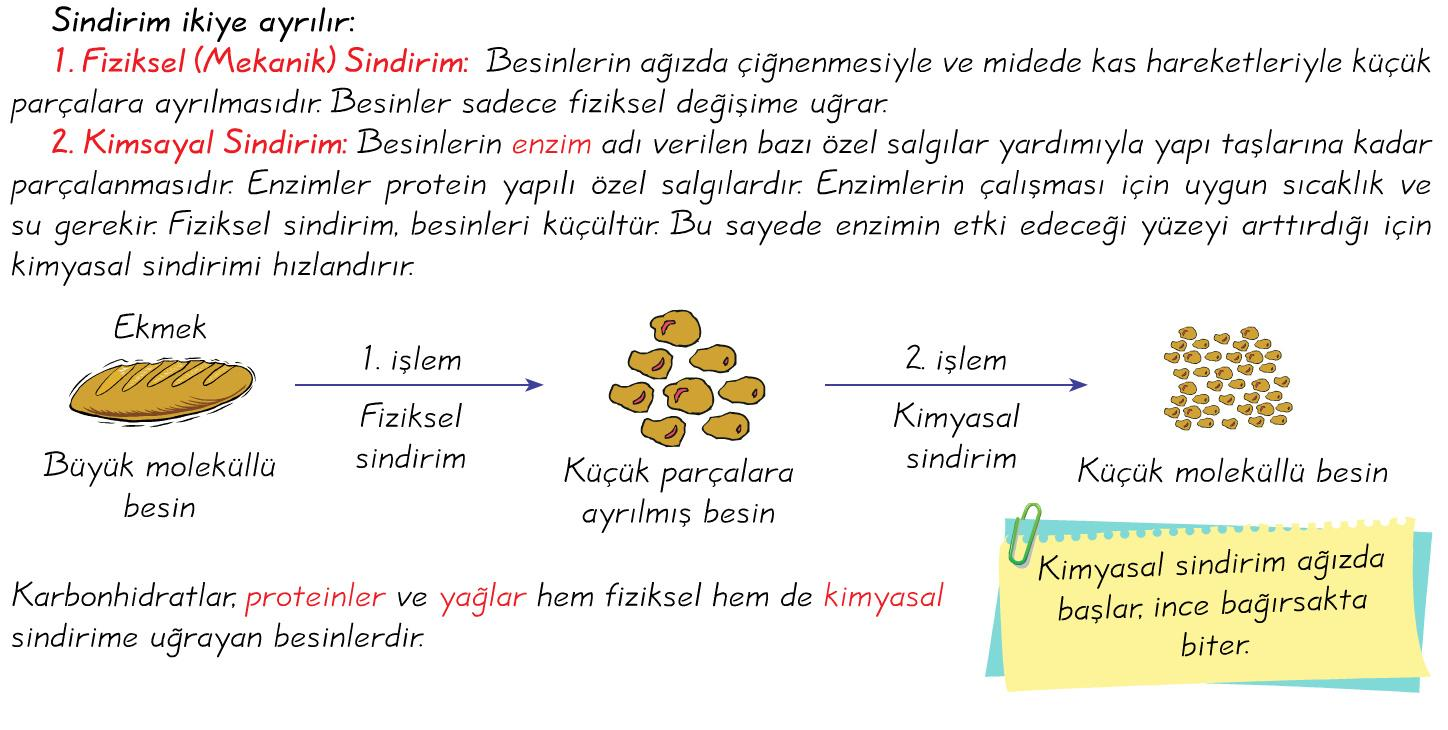 Sindirim ikiye ayrılır:
1. Fiziksel (Mekanik) Sindirim: Besinlerin ağızda çiğnenmesiyle ve midede kas hareketleriyle küçük
parçalara ayrılmasıdır. Besinler sadece fiziksel değişime uğrar.
2. Kimsayal Sindirim: Besinlerin enzim adı verilen bazı özel salgılar yardımıyla yapı taşlarına kadar
parçalanmasıdır. Enzimler protein yapılı özel salgılardır. Enzimlerin çalışması için uygun sıcaklık ve
su gerekir. Fiziksel sindirim, besinleri küçültür. Bu sayede enzimin etki edeceği yüzeyi arttırdığı için
kimyasal sindirimi hızlandırır.
Ekmek
Büyük moleküllü
besin
1. işlem
Fiziksel
sindirim
Küçük parçalara
ayrılmış besin
2. işlem
Kimyasal
sindirim
Küçük moleküllü besin
Karbonhidratlar, proteinler ve yağlar hem fiziksel hem de kimyasal
sindirime uğrayan besinlerdir.
Kimyasal sindirim ağızda
başlar, ince bağırsakta
biter.